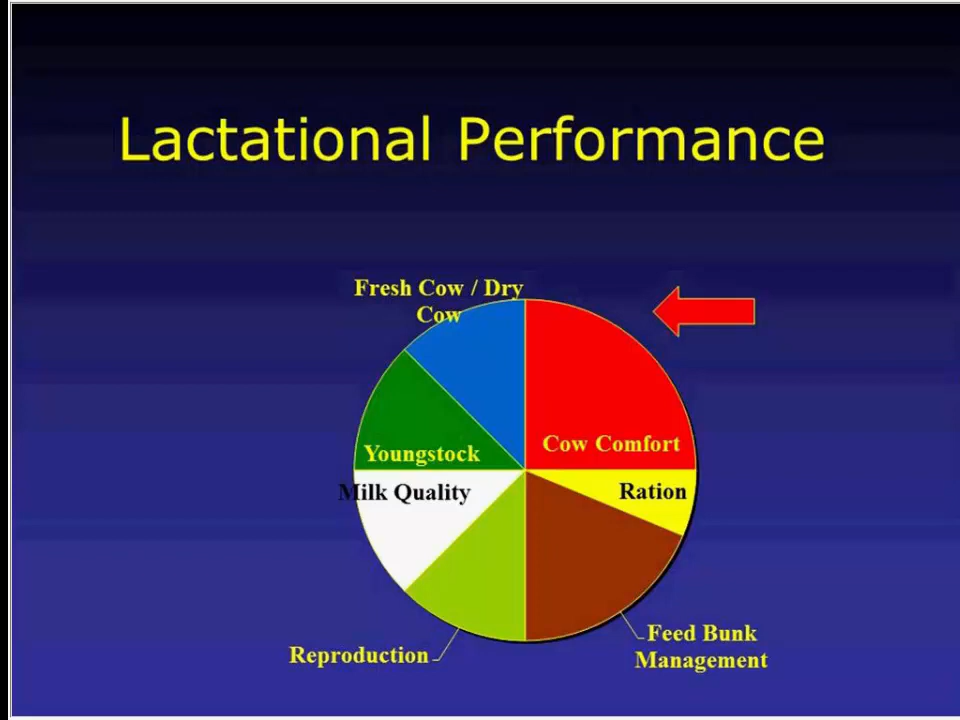 Lactational Performance
Fresh Cow / Dry
Cow
Cow Comfort
Youngstock
Milk Quality
Ration
Feed Bunk
Management
Reproduction